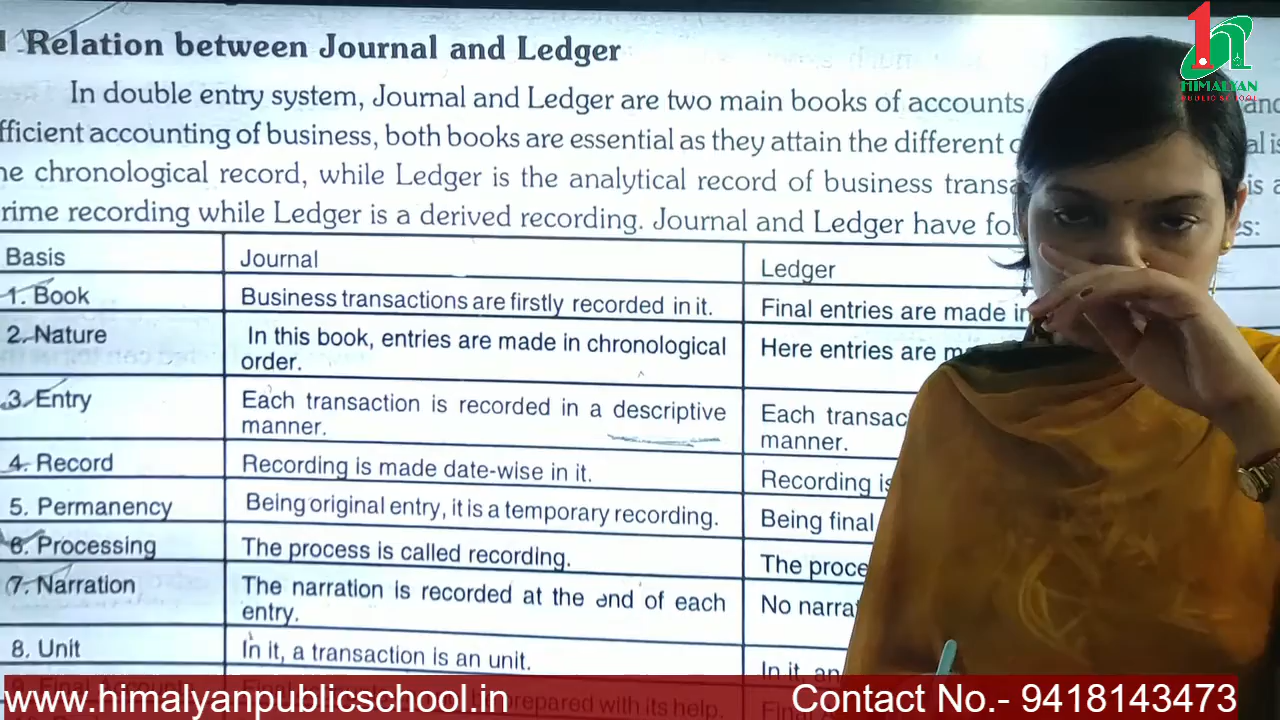 Relation between Journal and Ledger
1h
HIMALYAN
PUBLIC SCHOOL
In double entry system, Journal and Ledger are two main books of accounts.
accounting of business, both books are essential as they attain the different
chronological record, while Ledger is the analytical record of business is a
recording while Ledger is a derived recording. Journal and Ledger have
Basis Journal Ledger
1. Book Business transactions are firstly recorded in it. Final entries are made in
2. Nature In this book, entries are made in chronological order. Here entries are
3. Entry Each transaction is recorded in a descriptive manner. Each manner.
4. Record Recording is made date-wise in it. Recording is
5. Permanency Being original entry, it is a temporary recording. Being final
6. Processing The process is called recording. The
7. Narration The narration is recorded at the end of each entry. No
8. Unit In it, a transaction is an unit. In it, an
prepared with its help.
www.himalyanpublicschool.in Contact No.- 9418143473